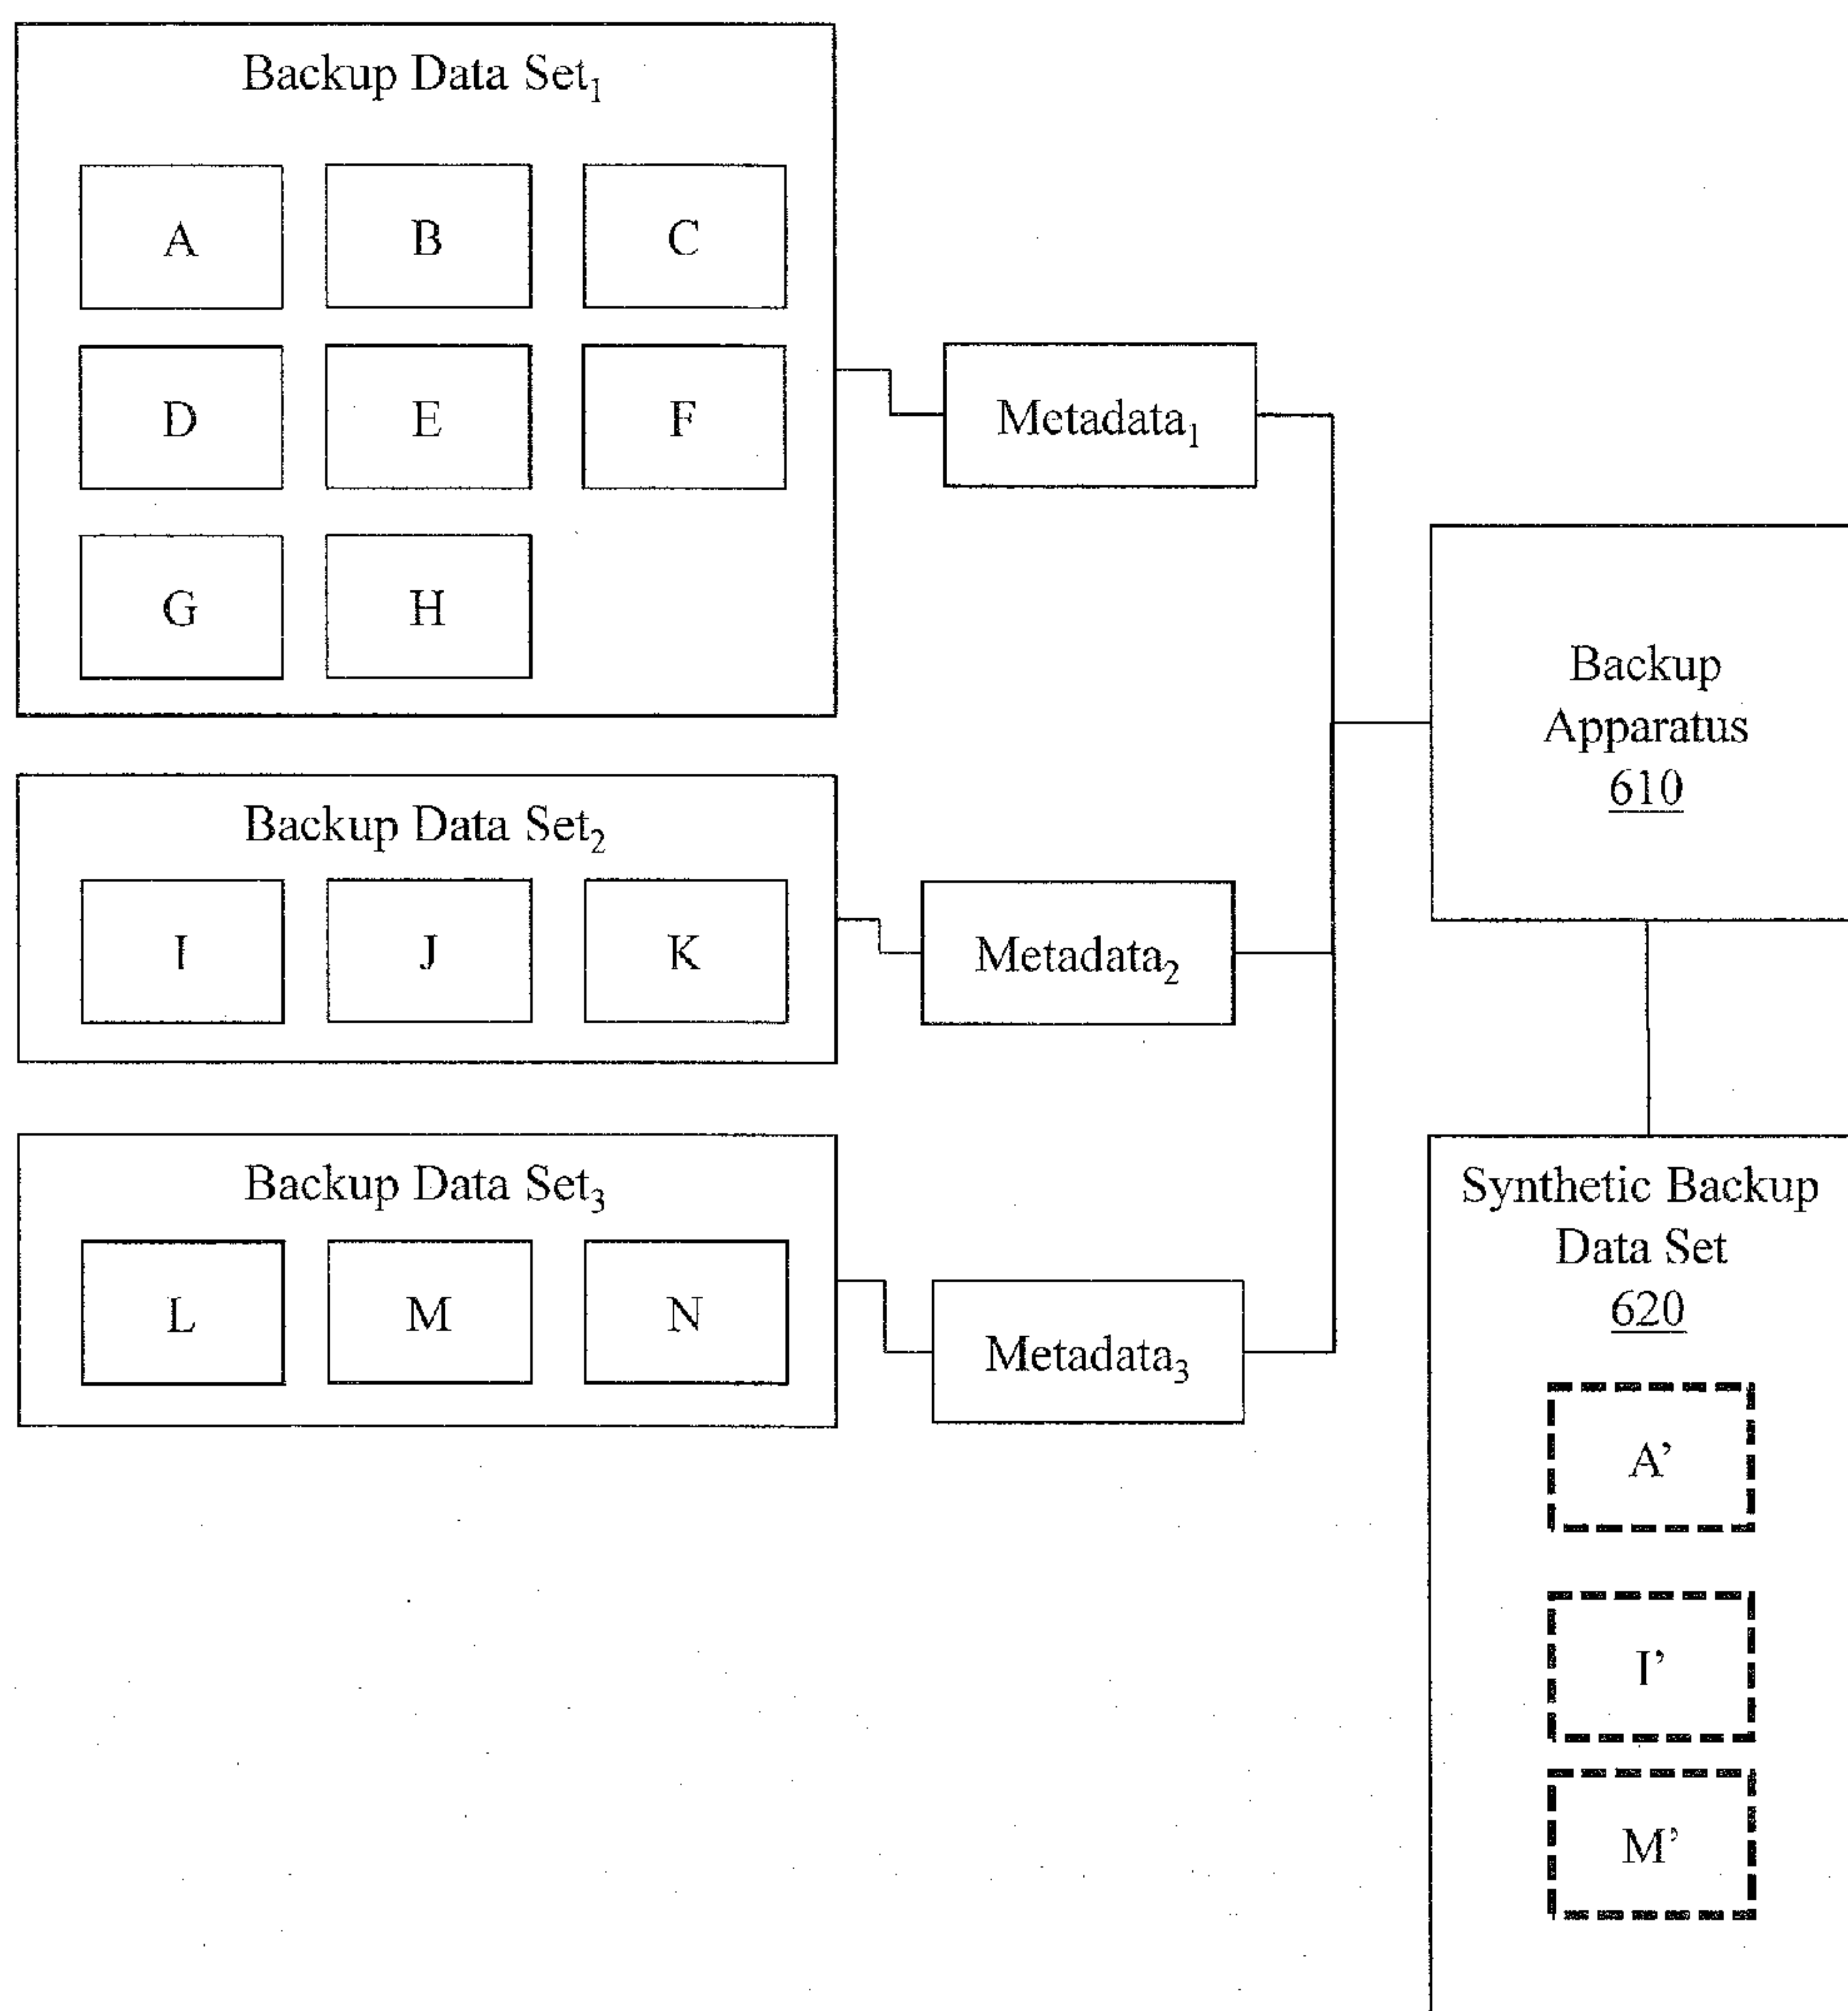 Backup Data Set₁
A B C
D E F
G H
Metadata₁
Backup Apparatus
610
Backup Data Set₂
I J K
Metadata₂
Backup Data Set₃
L M N
Metadata₃
Synthetic Backup
Data Set
620
A’
I’
M’